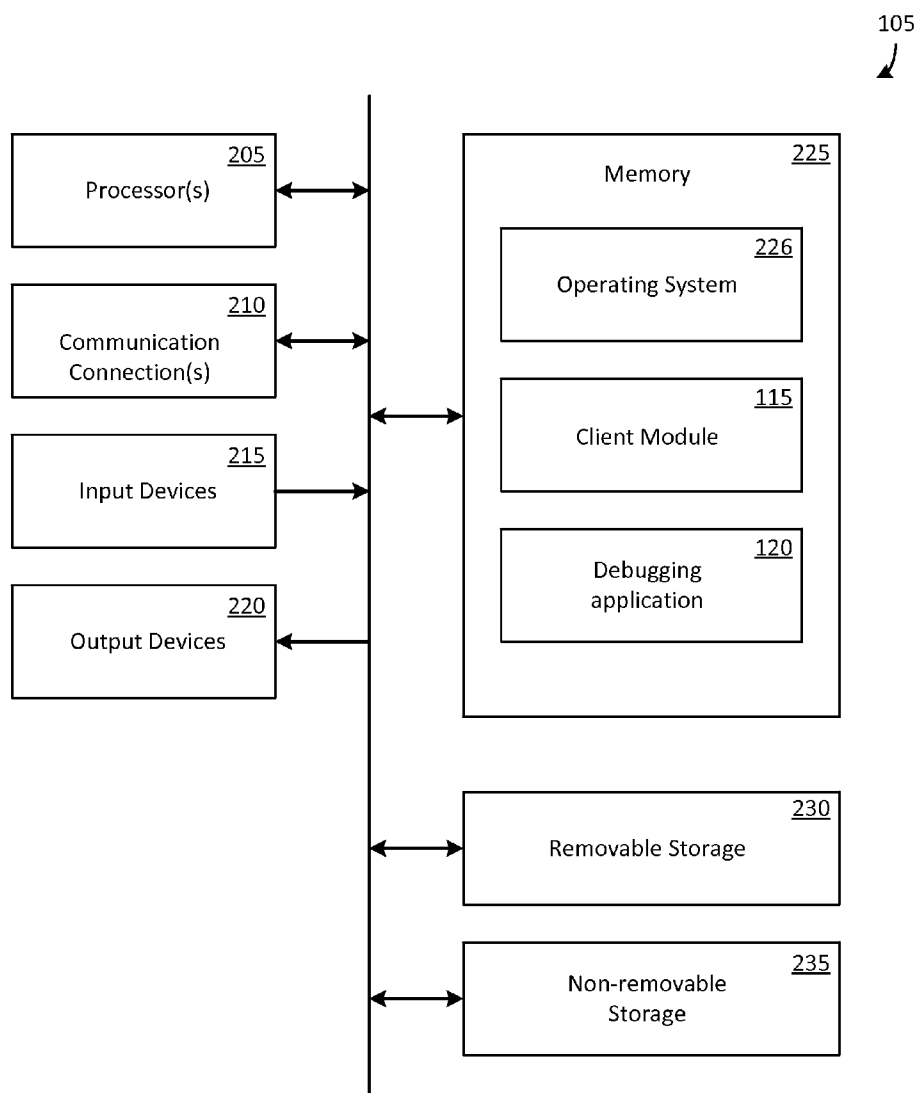 105
205
Processor(s)
210
Communication
Connection(s)
215
Input Devices
220
Output Devices
225
Memory
226
Operating System
115
Client Module
120
Debugging
application
230
Removable Storage
235
Non-removable
Storage